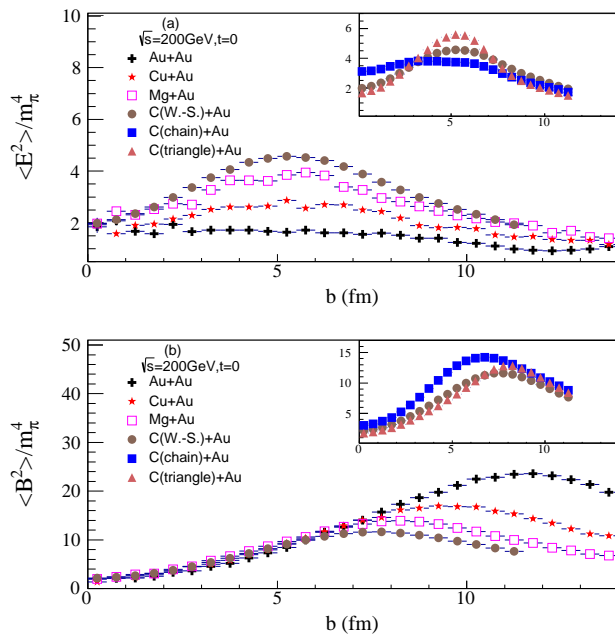 (a)
√s=200GeV,t=0
Au+Au
Cu+Au
Mg+Au
C(W.-S.)+Au
C(chain)+Au
C(triangle)+Au
<E²>/m⁴π
10
8
6
4
2
0
5
10
b (fm)
6
4
2
0
5
10
(b)
√s=200GeV,t=0
Au+Au
Cu+Au
Mg+Au
C(W.-S.)+Au
C(chain)+Au
C(triangle)+Au
<B²>/m⁴π
50
40
30
20
10
0
0
5
10
b (fm)
15
10
5
0
5
10